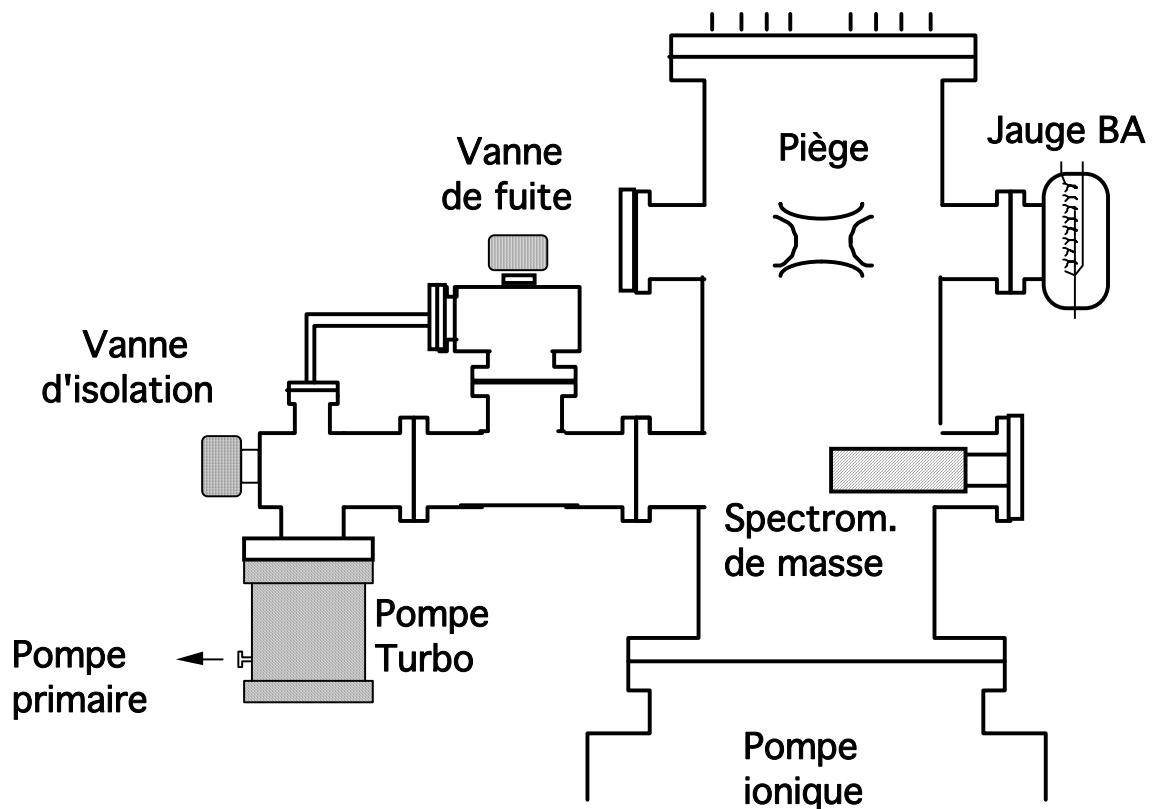 Jauge BA
Piège
Vanne
de fuite
Vanne
d'isolation
Spectrom.
de masse
Pompe
Turbo
Pompe
primaire
Pompe
ionique